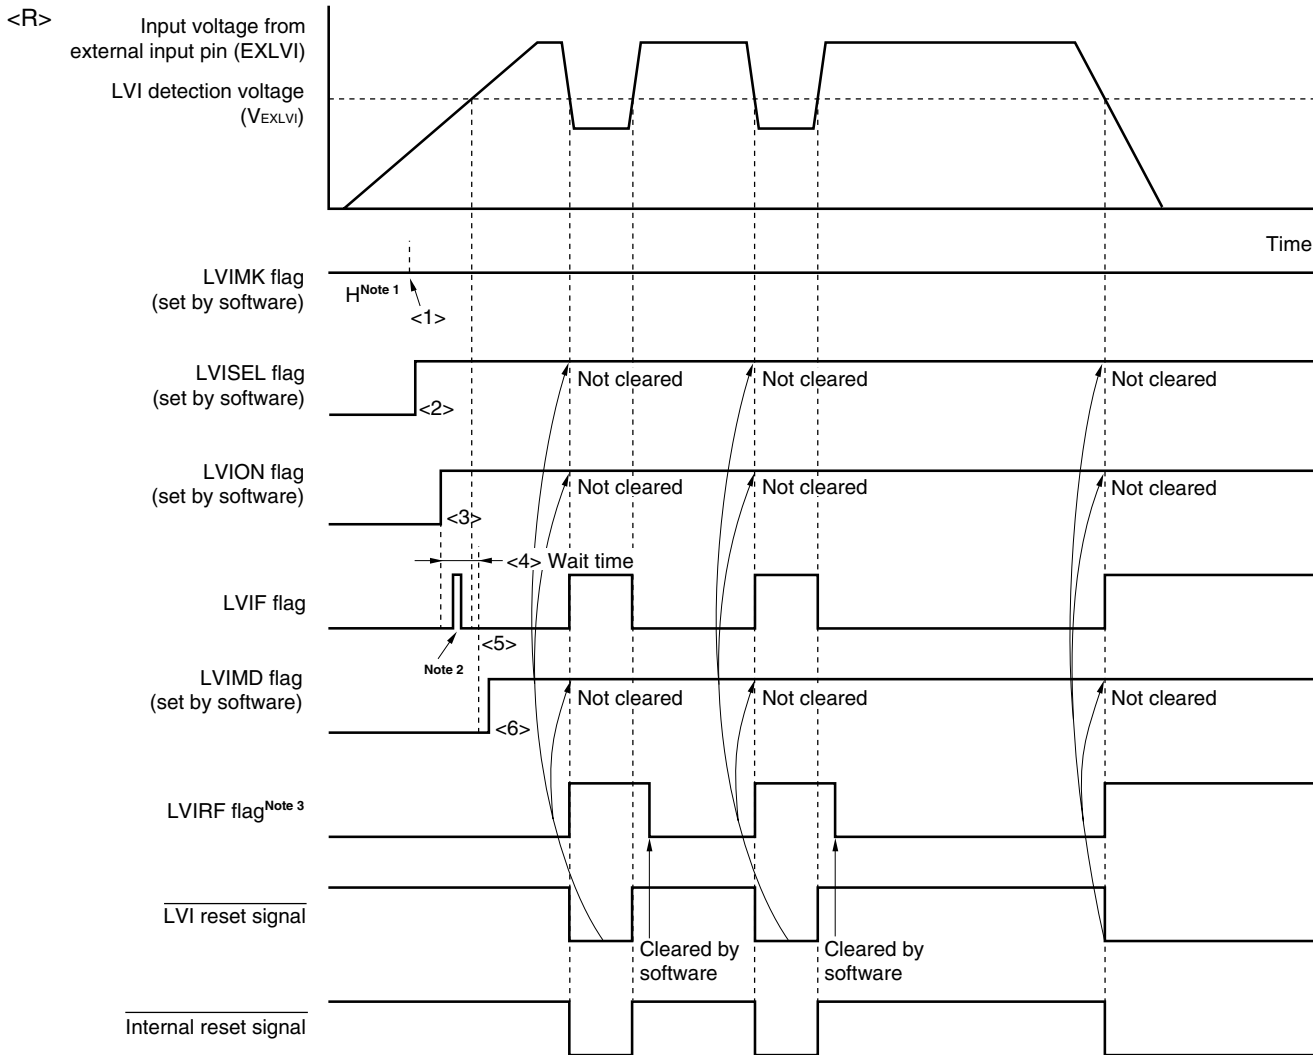 <R>
Input voltage from
external input pin (EXLVI)
LVI detection voltage
(VEXLVI)
Time
LVIMK flag
(set by software)
HNote 1
<1>
LVISEL flag
(set by software)
<2>
Not cleared
Not cleared
Not cleared
LVION flag
(set by software)
<3>
Not cleared
Not cleared
Not cleared
<4> Wait time
LVIF flag
Note 2
<5>
LVIMD flag
(set by software)
<6>
Not cleared
Not cleared
Not cleared
LVIRF flagNote 3
LVI reset signal
Cleared by
software
Cleared by
software
Internal reset signal